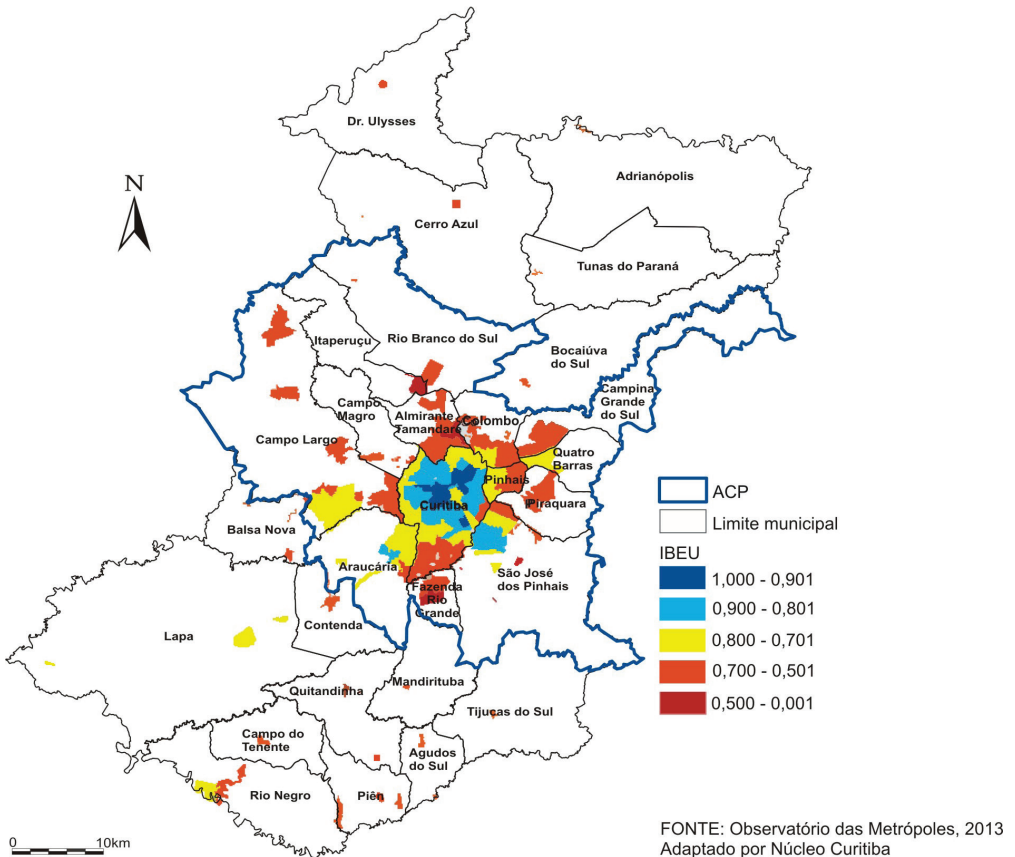 Dr. Ulysses
Adrianópolis
N
Cerro Azul
Tunas do Paraná
Rio Branco do Sul
Itaperuçu
Bocaiúva
do Sul
Campina
Grande
do Sul
Campo
Magro
Almirante
Tamandaré
Colombo
Campo Largo
Quatro
Barras
Pinhais
Piraquara
Curitiba
Balsa Nova
Araucária
São José
dos Pinhais
Fazenda
Rio
Grande
Contenda
Lapa
Mandirituba
Quitandinha
Tijucas do Sul
Campo do
Tenente
Agudos
do Sul
Rio Negro
Piên
ACP
Limite municipal
IBEU
1,000 - 0,901
0,900 - 0,801
0,800 - 0,701
0,700 - 0,501
0,500 - 0,001
0 10km
FONTE: Observatório das Metrópoles, 2013
Adaptado por Núcleo Curitiba